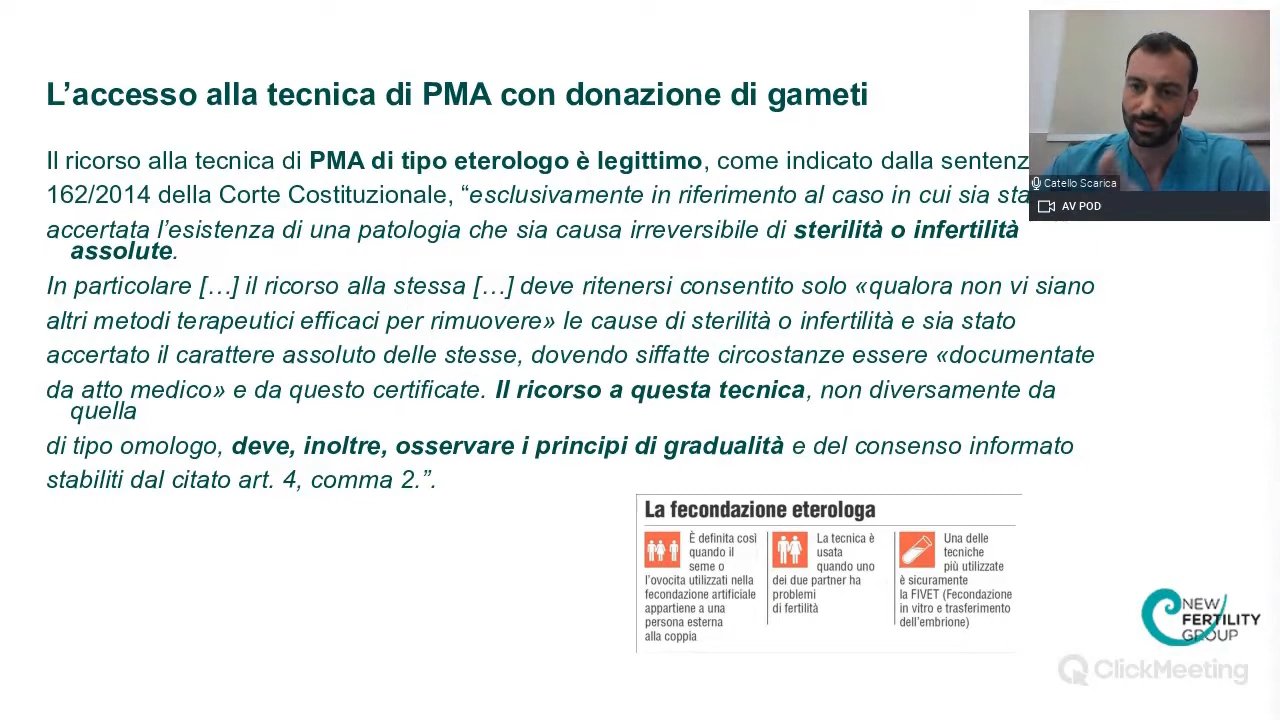 L’accesso alla tecnica di PMA con donazione di gameti
Il ricorso alla tecnica di PMA di tipo eterologo è legittimo, come indicato dalla sentenz
162/2014 della Corte Costituzionale, “esclusivamente in riferimento al caso in cui sia sta
accertata l’esistenza di una patologia che sia causa irreversibile di sterilità o infertilità
assolute.
In particolare […] il ricorso alla stessa […] deve ritenersi consentito solo «qualora non vi siano
altri metodi terapeutici efficaci per rimuovere» le cause di sterilità o infertilità e sia stato
accertato il carattere assoluto delle stesse, dovendo siffatte circostanze essere «documentate
da atto medico» e da questo certificate. Il ricorso a questa tecnica, non diversamente da
quella
di tipo omologo, deve, inoltre, osservare i principi di gradualità e del consenso informato
stabiliti dal citato art. 4, comma 2.”.
Catello Scarica
AV POD
La fecondazione eterologa
È definita così
quando il
seme o
l’ovocita utilizzati nella
fecondazione artificiale
appartiene a una
persona esterna
alla coppia
La tecnica è
usata
quando uno
dei due partner ha
problemi
di fertilità
Una delle
tecniche
più utilizzate
è sicuramente
la FIVET (Fecondazione
in vitro e trasferimento
dell’embrione)
NEW
FERTILITY
GROUP
ClickMeeting